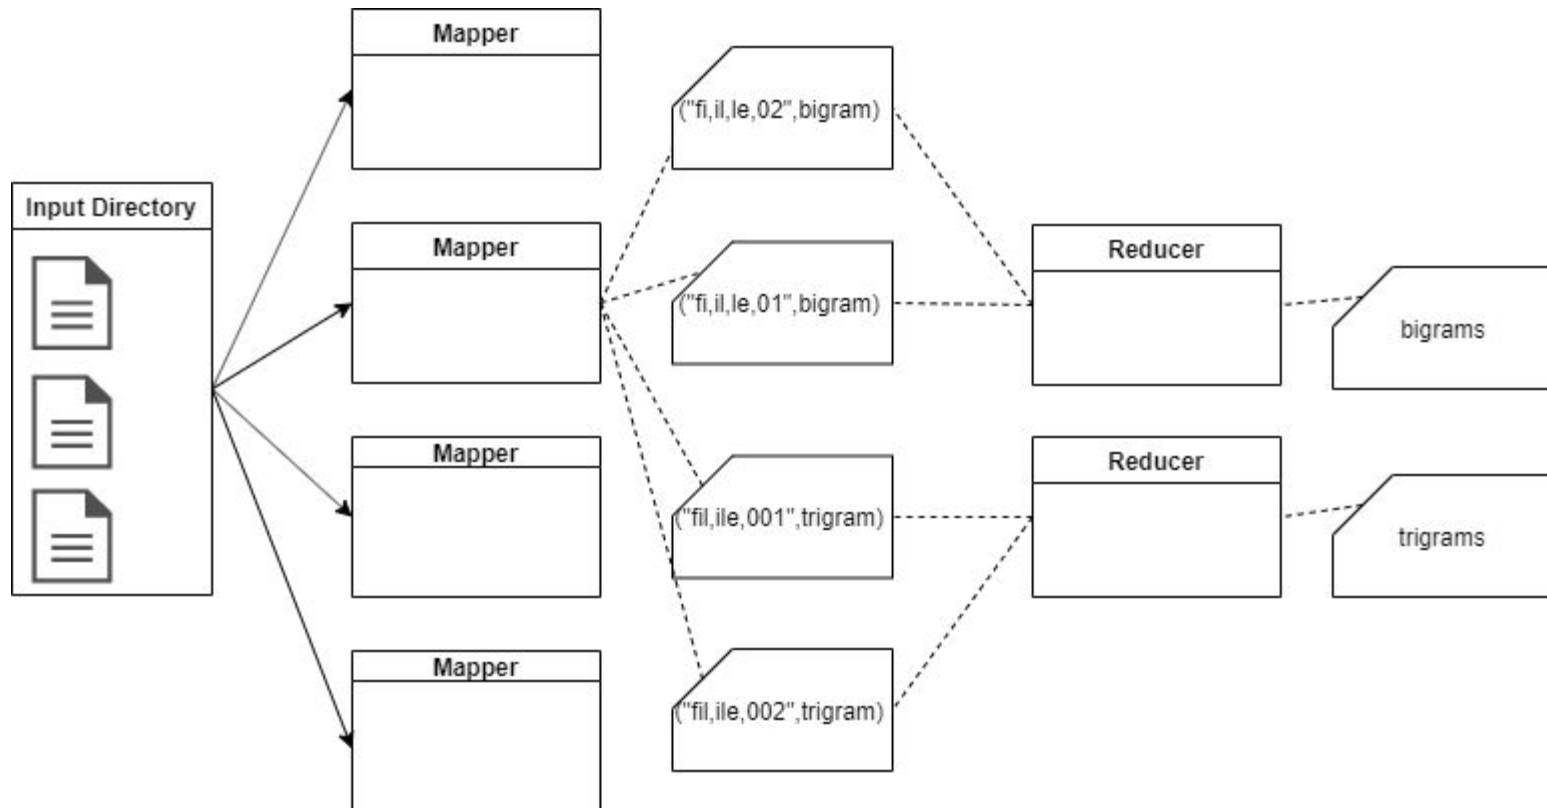 Input Directory
Mapper
Mapper
Mapper
Mapper
("fi,il,le,02",bigram)
("fi,il,le,01",bigram)
("fil,ile,001",trigram)
("fil,ile,002",trigram)
Reducer
Reducer
bigrams
trigrams